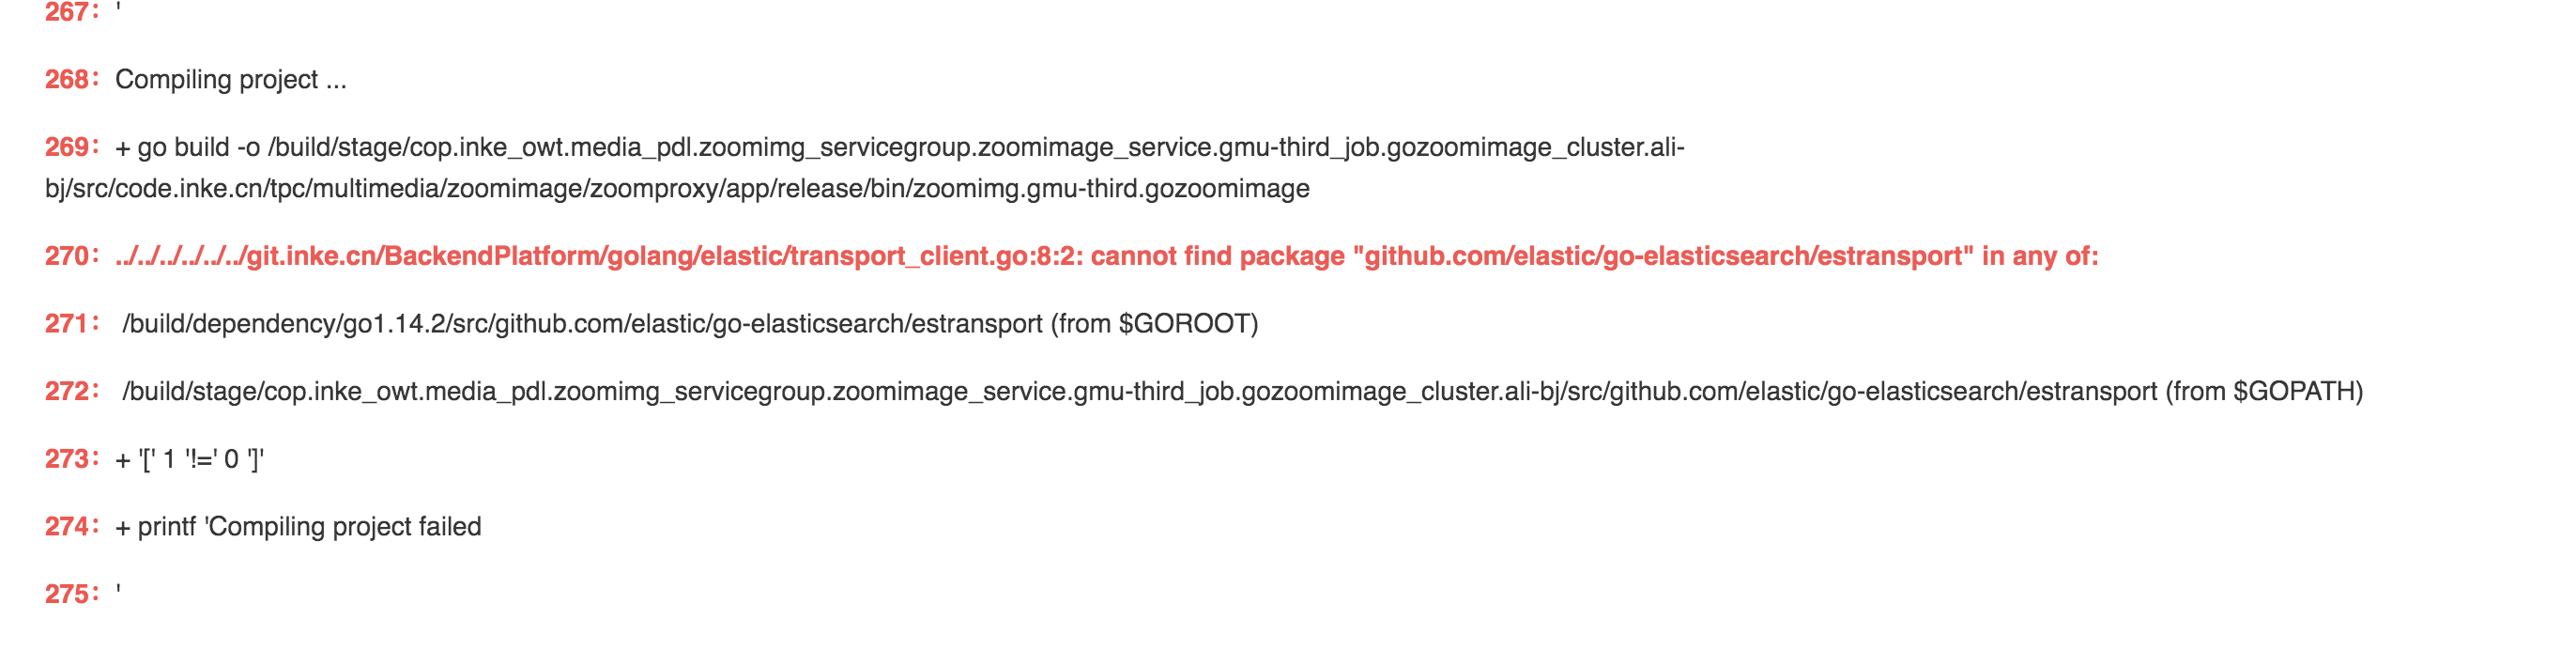 267: '
268: Compiling project ...
269: + go build -o /build/stage/cop.inke_owt.media_pdl.zoomimg_servicegroup.zoomimage_service.gmu-third_job.gozoomimage_cluster.ali-
bj/src/code.inke.cn/tpc/multimedia/zoomimage/zoomproxy/app/release/bin/zoomimg.gmu-third.gozoomimage
270: ../../../../../../git.inke.cn/BackendPlatform/golang/elastic/transport_client.go:8:2: cannot find package "github.com/elastic/go-elasticsearch/estransport" in any of:
271: /build/dependency/go1.14.2/src/github.com/elastic/go-elasticsearch/estransport (from $GOROOT)
272: /build/stage/cop.inke_owt.media_pdl.zoomimg_servicegroup.zoomimage_service.gmu-third_job.gozoomimage_cluster.ali-bj/src/github.com/elastic/go-elasticsearch/estransport (from $GOPATH)
273: + '[' 1 '!=' 0 ']'
274: + printf 'Compiling project failed
275: '